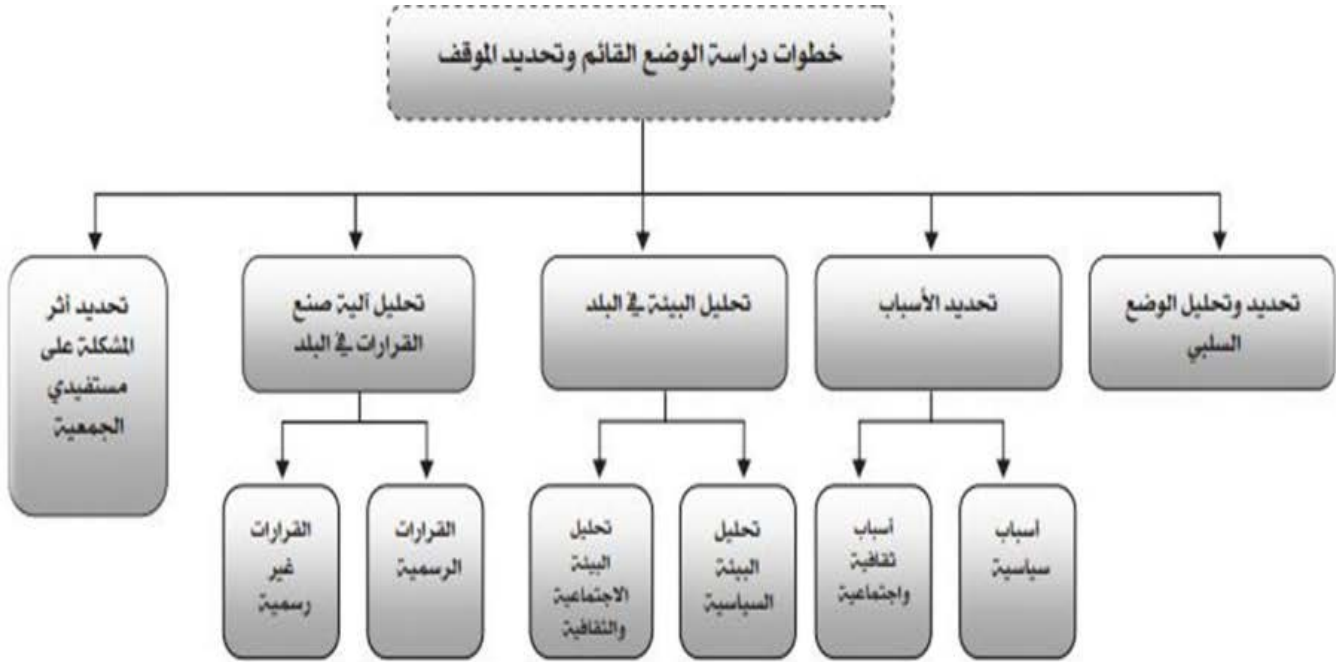 خطوات دراسة الوضع القائم وتحديد الموقف
تحديد وتحليل الوضع
السلبي
تحديد الأسباب
تحليل البيئة في البلد
تحليل آلية صنع
القرارات في البلد
تحديد أثر
المشكلة على
مستفيدي
الجمعية
أسباب
سياسية
أسباب
ثقافية
واجتماعية
تحليل
البيئة
السياسية
تحليل
البيئة
الاجتماعية
والثقافية
القرارات
الرسمية
القرارات
غير
رسمية